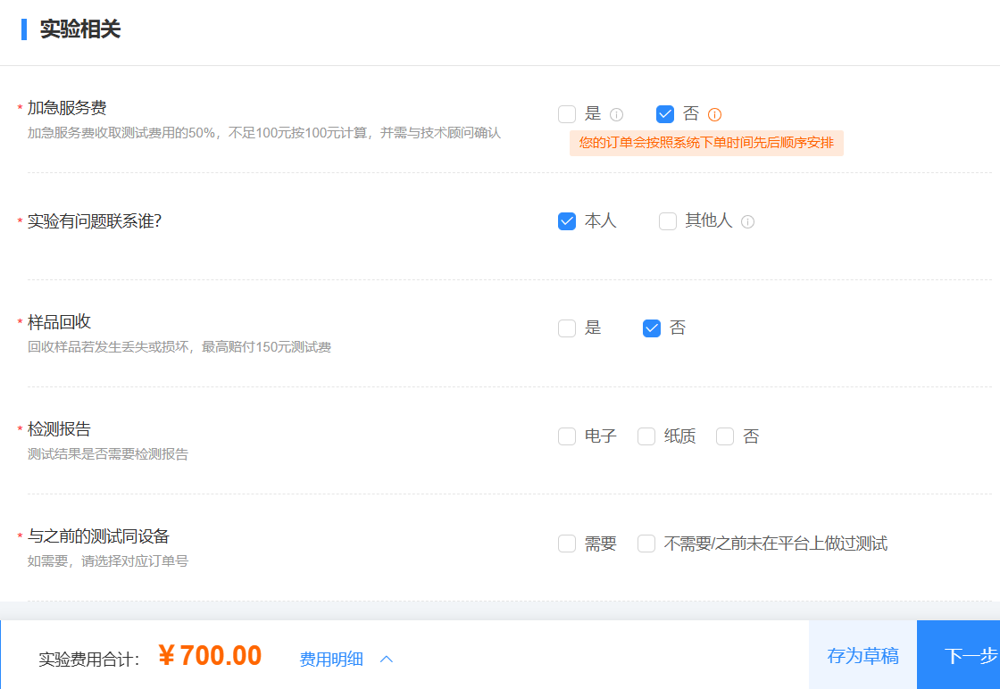 实验相关
* 加急服务费
是
否
加急服务费收取测试费用的50%，不足100元按100元计算，并需与技术顾问确认
您的订单会按照系统下单时间先后顺序安排
* 实验有问题联系谁?
本人
其他人
* 样品回收
是
否
回收样品若发生丢失或损坏，最高赔付150元测试费
* 检测报告
电子
纸质
否
测试结果是否需要检测报告
* 与之前的测试同设备
需要
不需要/之前未在平台上做过测试
如需要，请选择对应订单号
实验费用合计：
¥700.00
费用明细
存为草稿
下一步